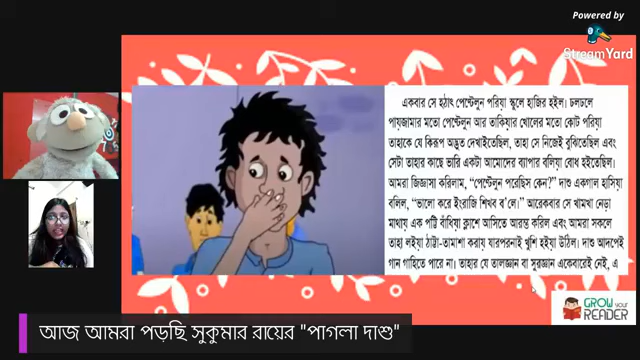 Powered by
StreamYard
একবার সে হঠাৎ পেন্টেলুন পরিয়া স্কুলে হাজির হইল। ঢলঢলে
পায়জামার মতো পেন্টেলুন আর তাকিয়ার খোলের মতো কোট পরিয়া
তাহাকে যে কিরূপ অদ্ভুত দেখাইতেছিল, তাহা সে নিজেই বুঝিতেছিল এবং
সেটা তাহার কাছে ভারি একটা আমোদের ব্যাপার বলিয়া বোধ হইতেছিল।
আমরা জিজ্ঞাসা করিলাম, “পেন্টেলুন পরেছিস কেন?” দাশু একগাল হাসিয়া
বলিল, “ভালো করে ইংরাজি শিখব ব'লে।” আরেকবার সে খামখা নেড়া
মাথায় এক পট্টি বাঁধিয়া ক্লাশে আসিতে আরম্ভ করিল এবং আমরা সকলে
তাহা লইয়া ঠাট্টা-তামাশা করায় যারপরনাই খুশি হইয়া উঠিল। দাশু আদপেই
গান গাহিতে পারে না। তাহার যে তালজ্ঞান বা সুরজ্ঞান একেবারেই নেই, এ
GROW your
READER
আজ আমরা পড়ছি সুকুমার রায়ের "পাগলা দাশু"